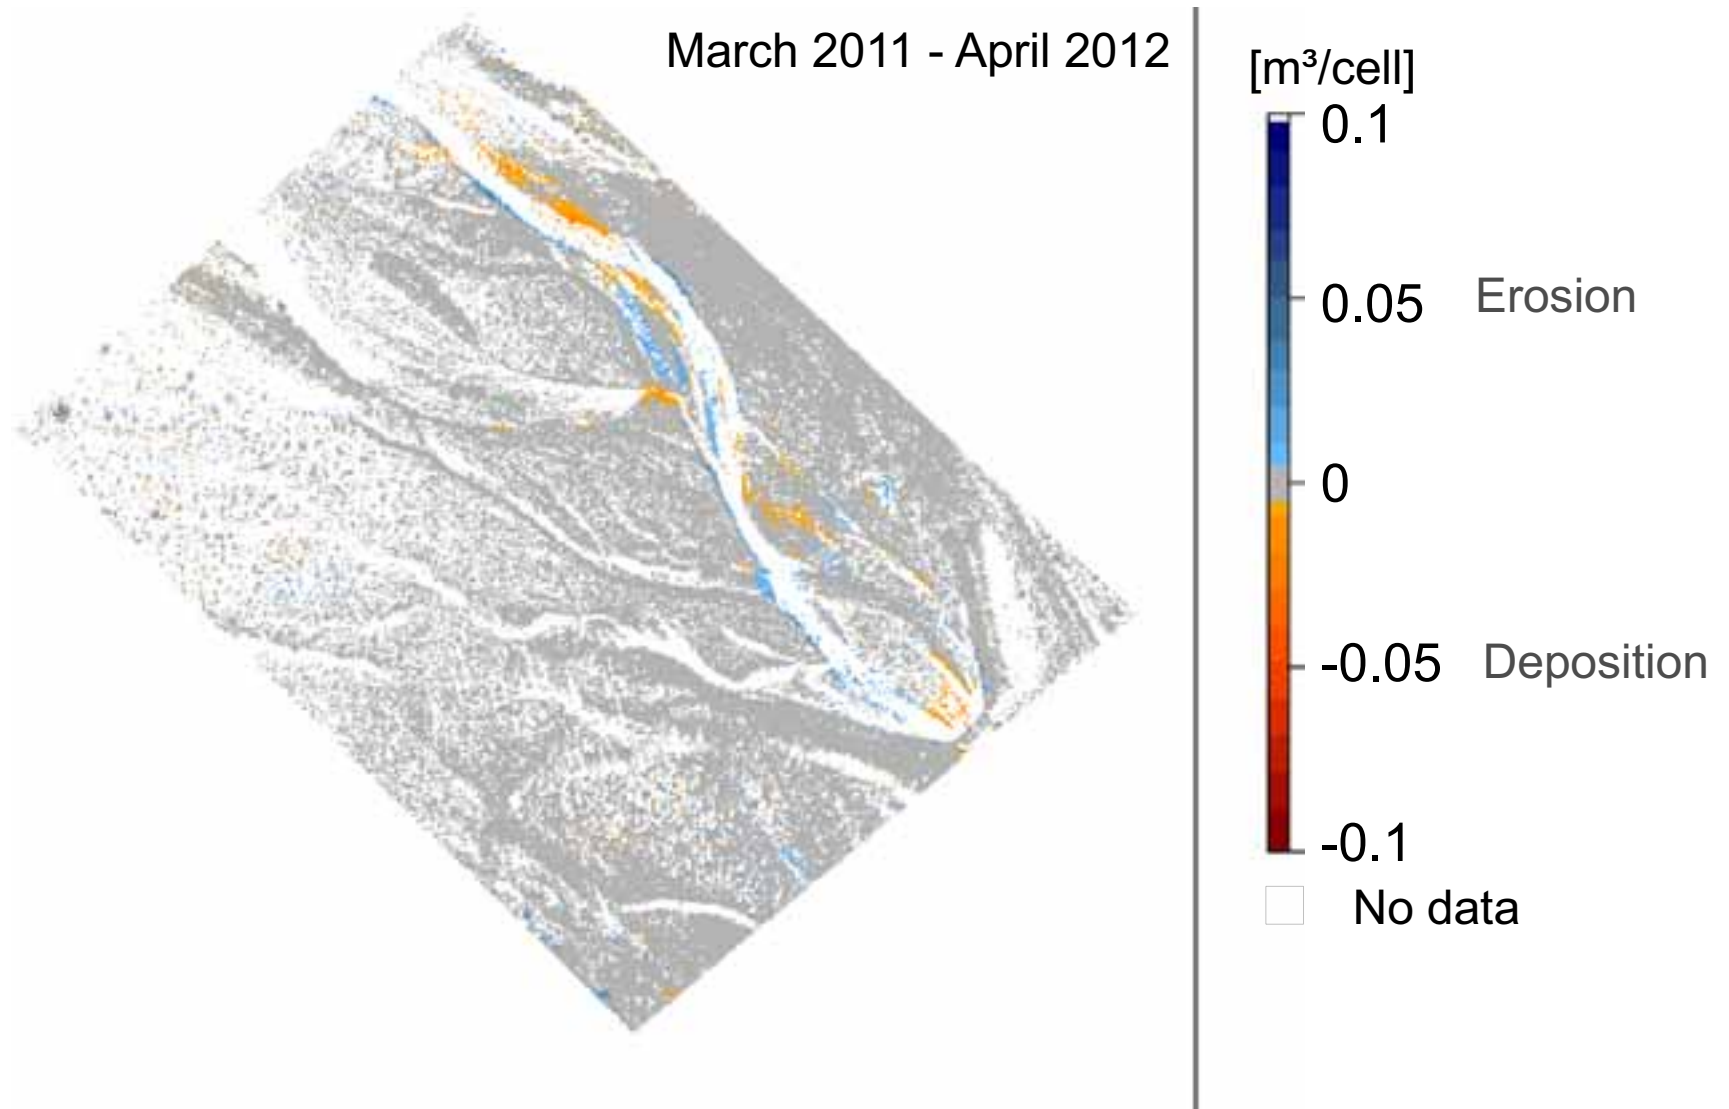 March 2011 - April 2012
[m³/cell]
0.1
0.05
Erosion
0
-0.05
Deposition
-0.1
No data